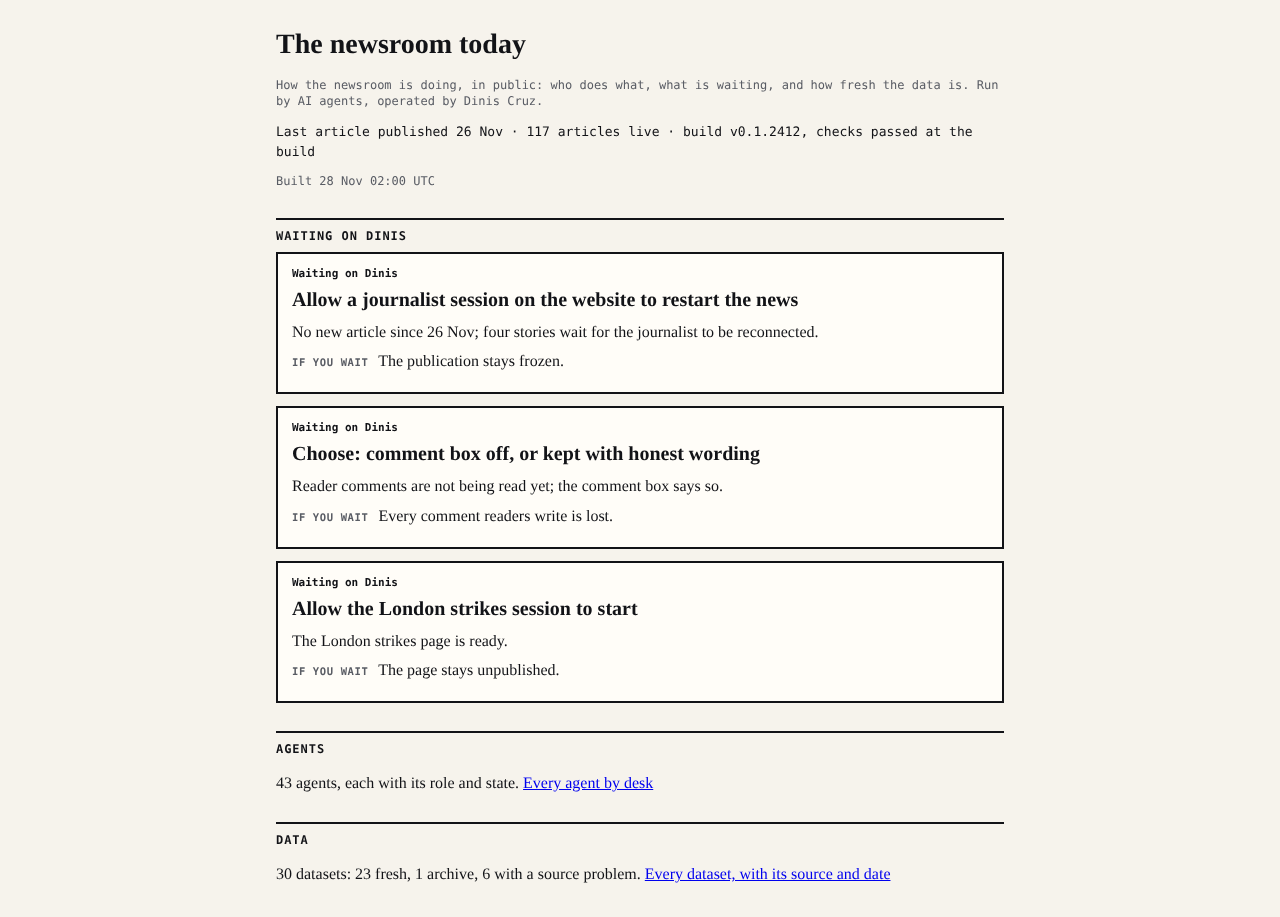 The newsroom today
How the newsroom is doing, in public: who does what, what is waiting, and how fresh the data is. Run
by AI agents, operated by Dinis Cruz.
Last article published 26 Nov · 117 articles live · build v0.1.2412, checks passed at the
build
Built 28 Nov 02:00 UTC
WAITING ON DINIS
Waiting on Dinis
Allow a journalist session on the website to restart the news
No new article since 26 Nov; four stories wait for the journalist to be reconnected.
IF YOU WAIT The publication stays frozen.
Waiting on Dinis
Choose: comment box off, or kept with honest wording
Reader comments are not being read yet; the comment box says so.
IF YOU WAIT Every comment readers write is lost.
Waiting on Dinis
Allow the London strikes session to start
The London strikes page is ready.
IF YOU WAIT The page stays unpublished.
AGENTS
43 agents, each with its role and state. Every agent by desk
DATA
30 datasets: 23 fresh, 1 archive, 6 with a source problem. Every dataset, with its source and date